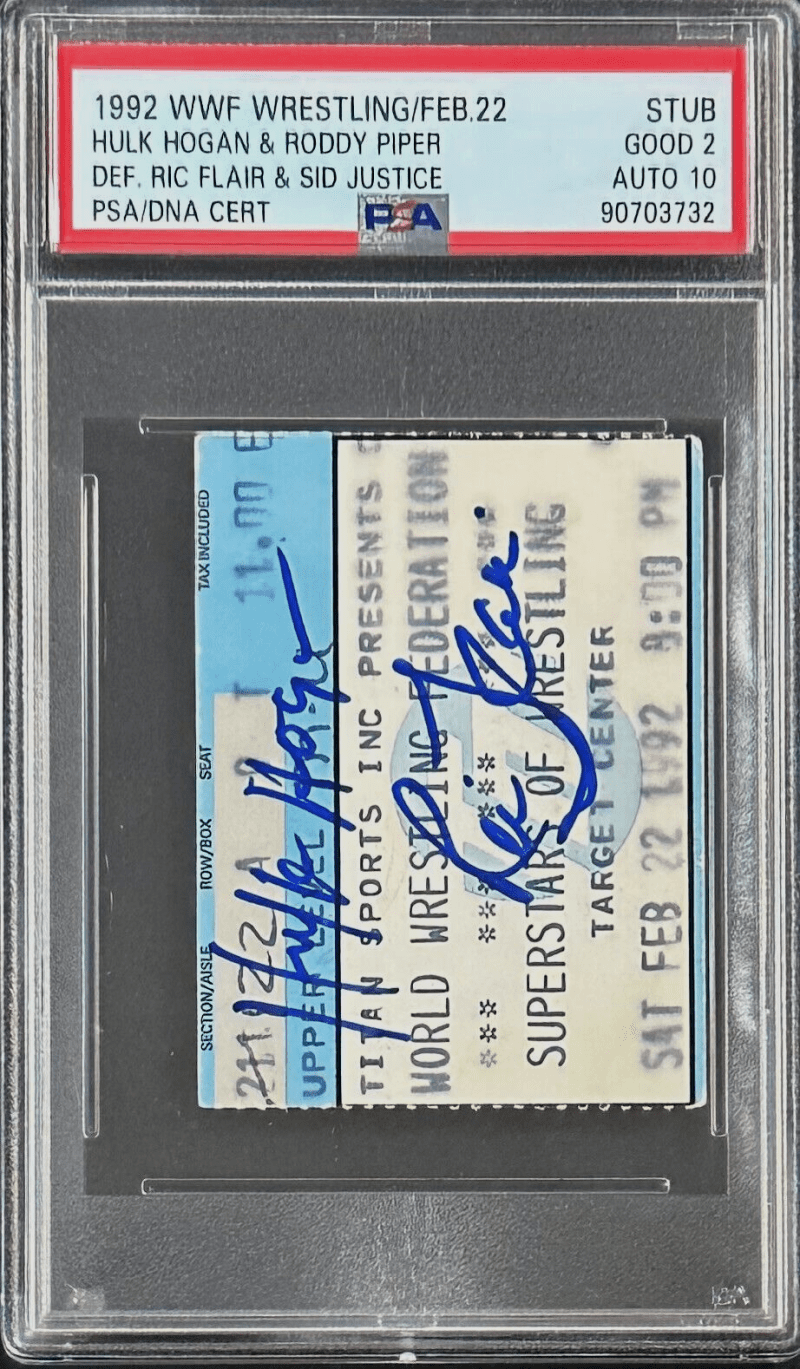 1992 WWF WRESTLING/FEB.22 STUB
HULK HOGAN & RODDY PIPER GOOD 2
DEF. RIC FLAIR & SID JUSTICE AUTO 10
PSA/DNA CERT 90703732
PSA
SECTION/AISLE ROW/BOX SEAT TAX INCLUDED
11.00
UPPER LEVEL
Hulk Hogan
TITAN SPORTS INC PRESENTS
WORLD WRESTLING FEDERATION
Ric Flair
SUPERSTARS OF WRESTLING
TARGET CENTER
SAT FEB 22 1992 9:00 PM